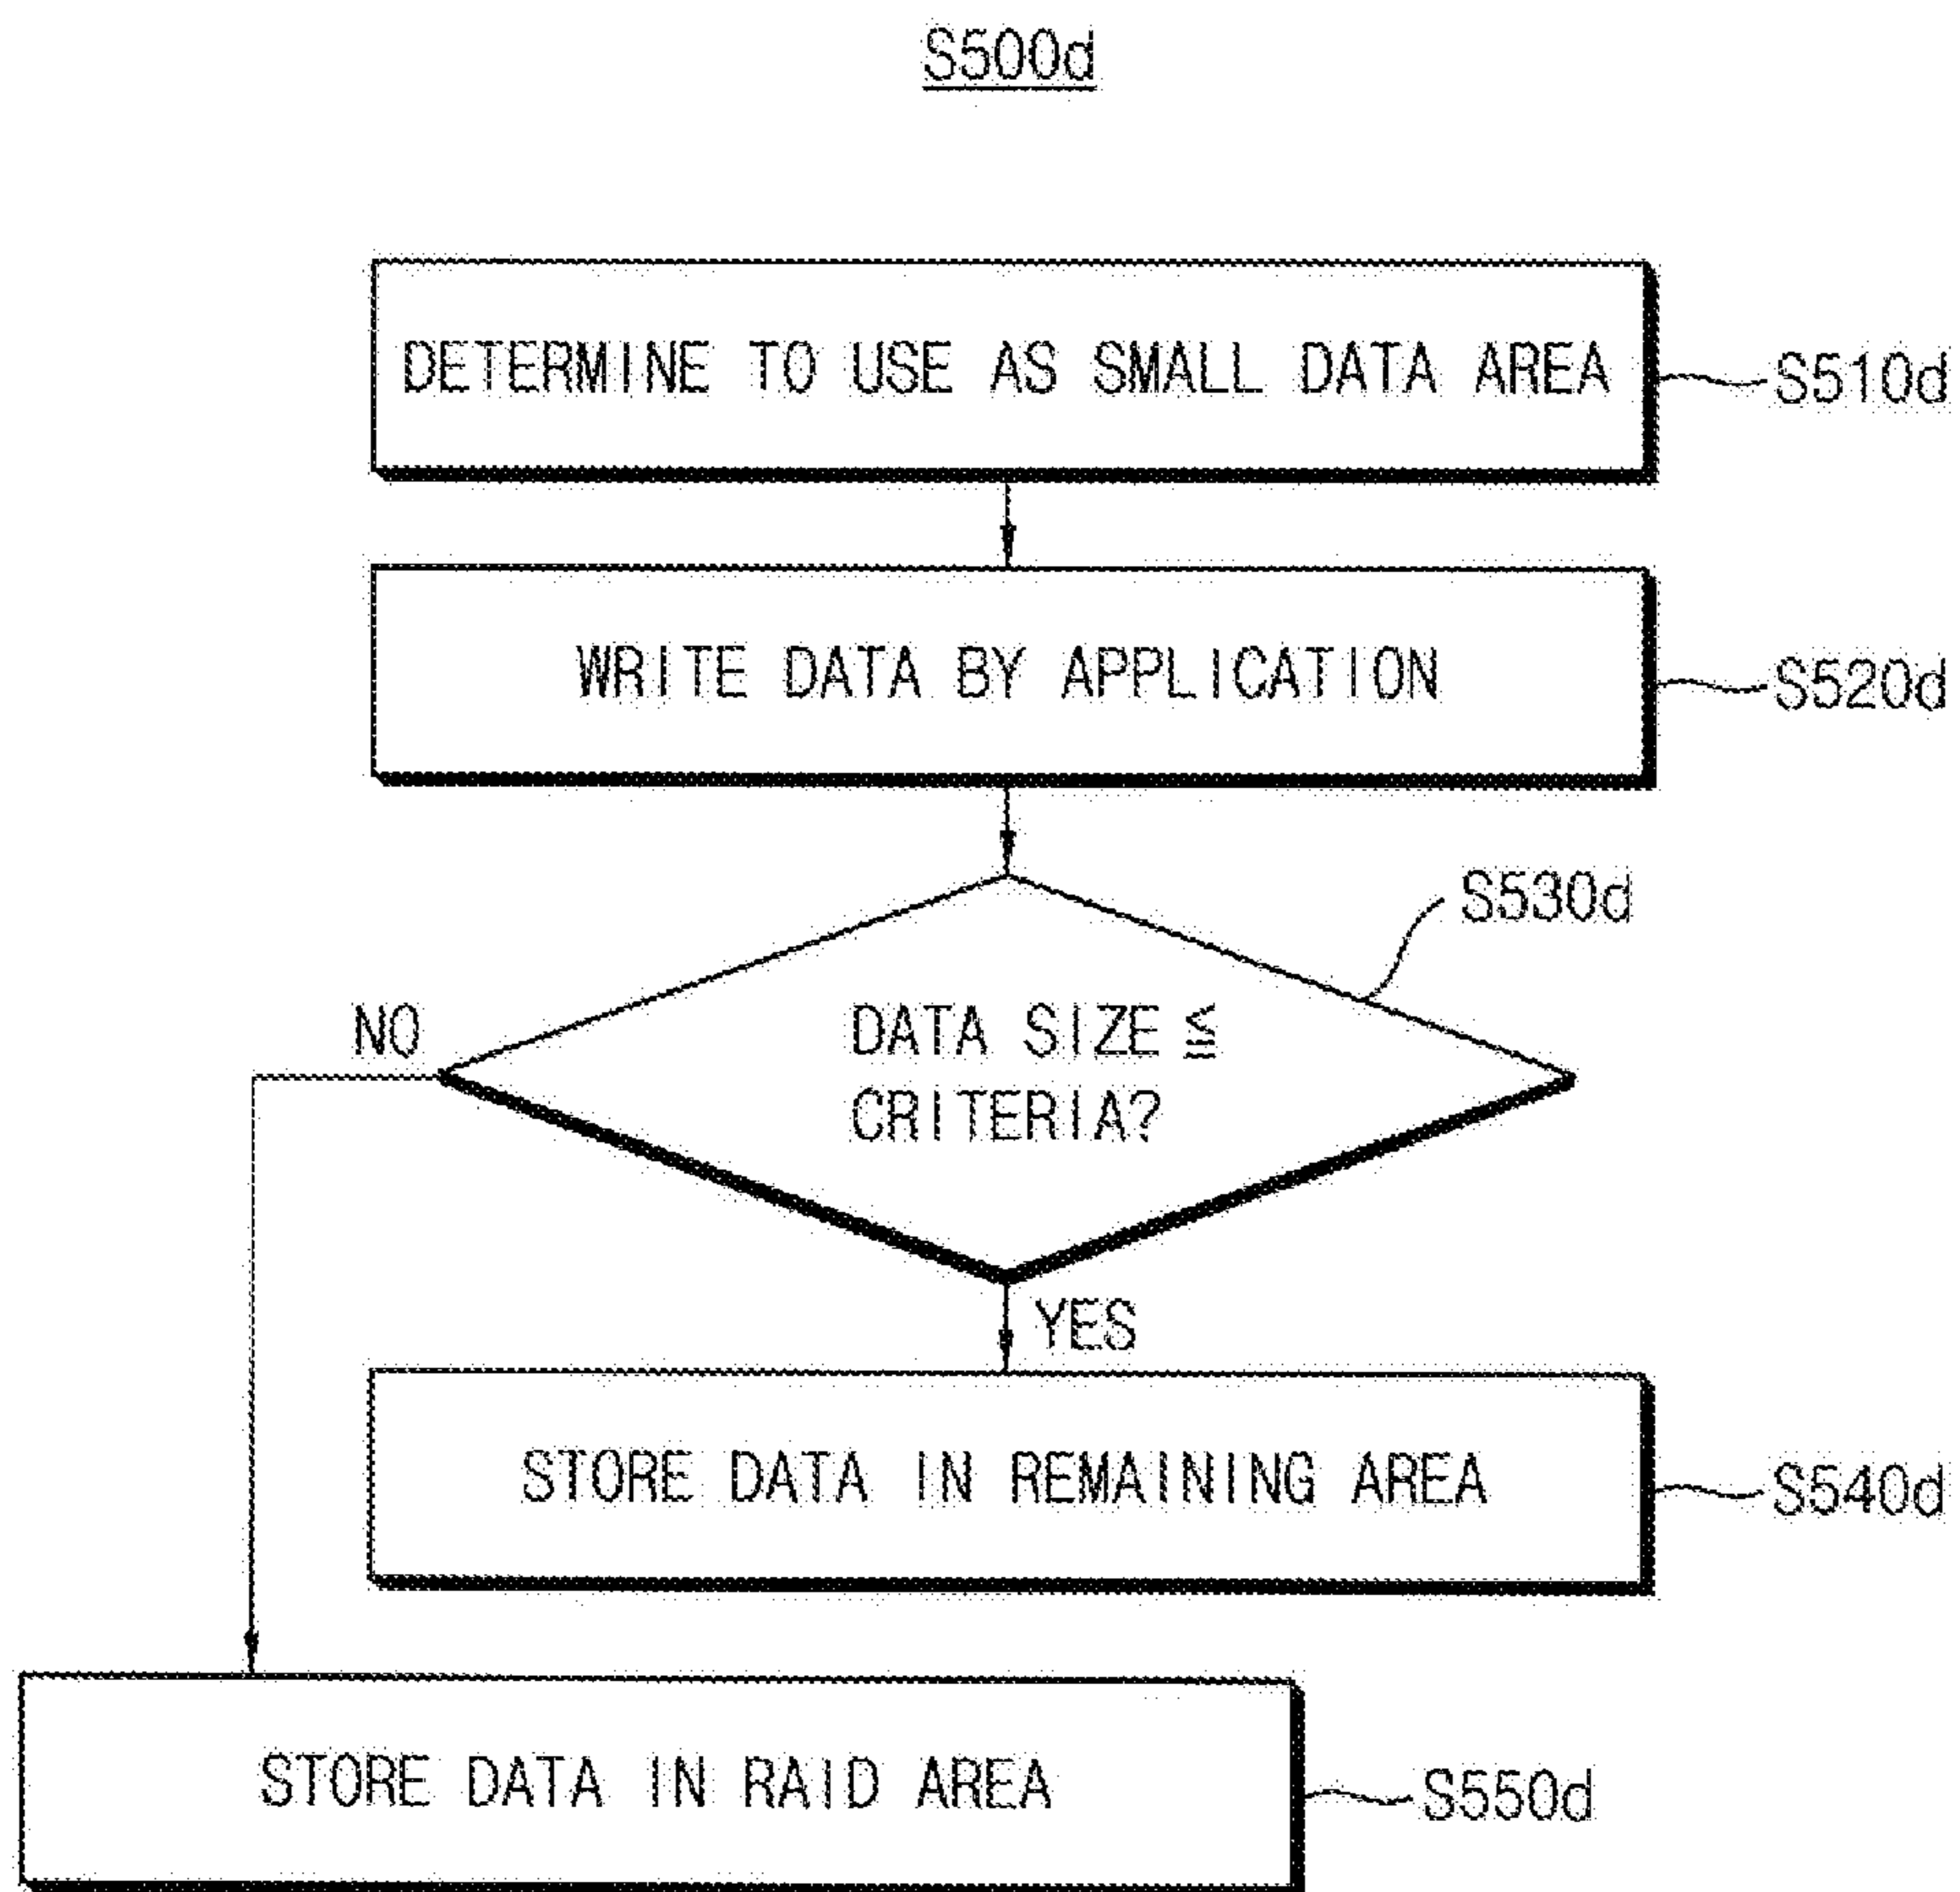 S500d
DETERMINE TO USE AS SMALL DATA AREA
S510d
WRITE DATA BY APPLICATION
S520d
S530d
NO
DATA SIZE ≦
CRITERIA?
YES
STORE DATA IN REMAINING AREA
S540d
STORE DATA IN RAID AREA
S550d